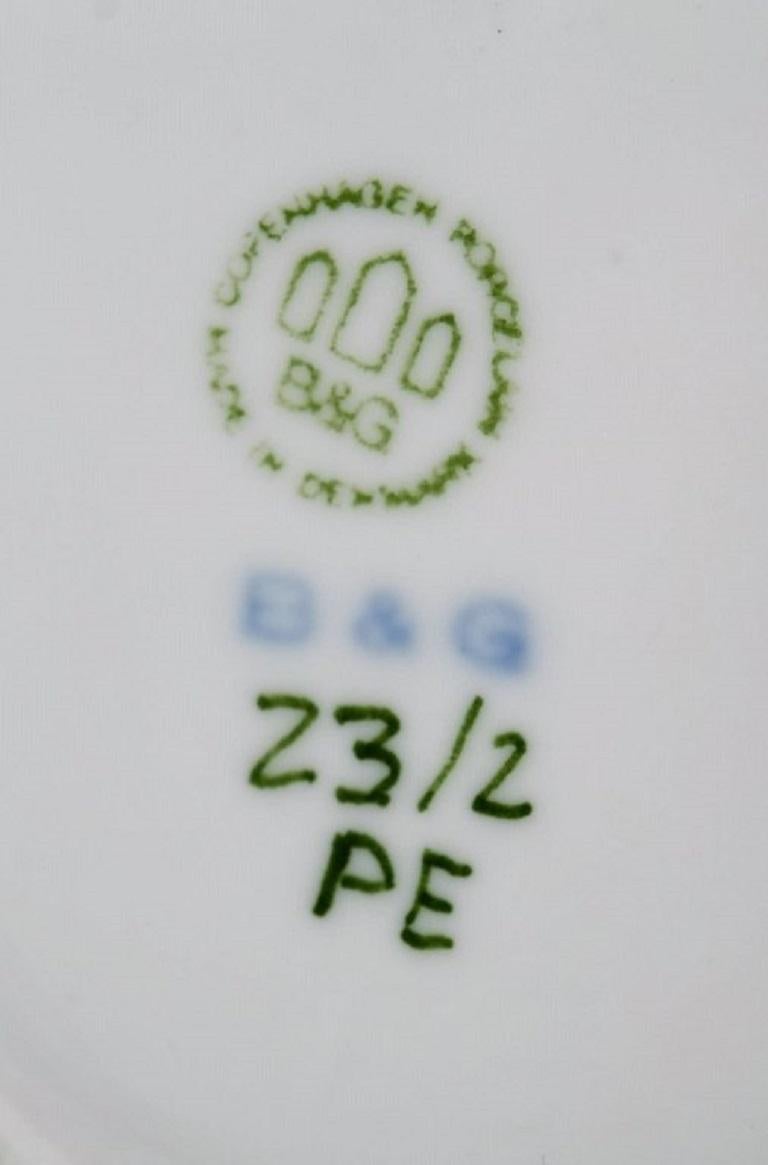 COPENHAGEN PORCELAIN
MADE IN DENMARK
B&G
B & G
23/2
PE